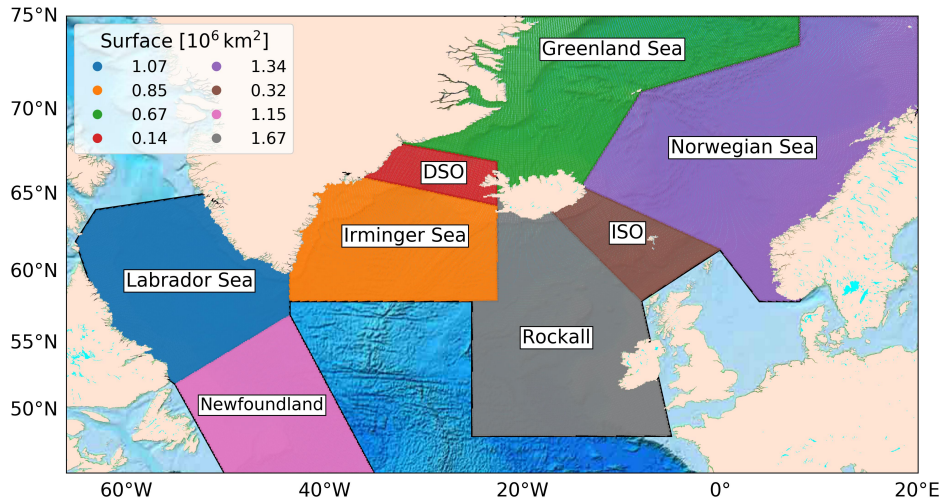 75°N
70°N
65°N
60°N
55°N
50°N
Surface [10⁶ km²]
1.07 1.34
0.85 0.32
0.67 1.15
0.14 1.67
Greenland Sea
Norwegian Sea
DSO
Irminger Sea
ISO
Labrador Sea
Rockall
Newfoundland
60°W 40°W 20°W 0°W 20°E